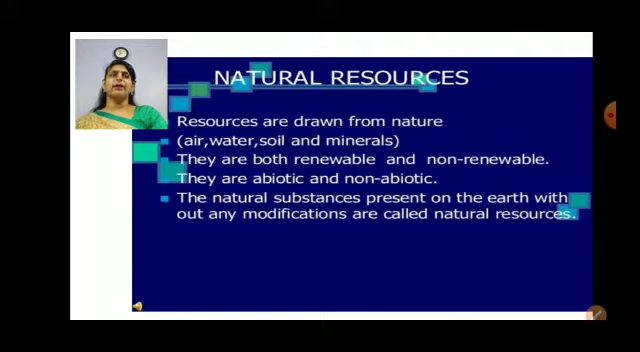 NATURAL RESOURCES
Resources are drawn from nature
(air,water,soil and minerals)
They are both renewable and non-renewable.
They are abiotic and non-abiotic.
The natural substances present on the earth with
out any modifications are called natural resources.